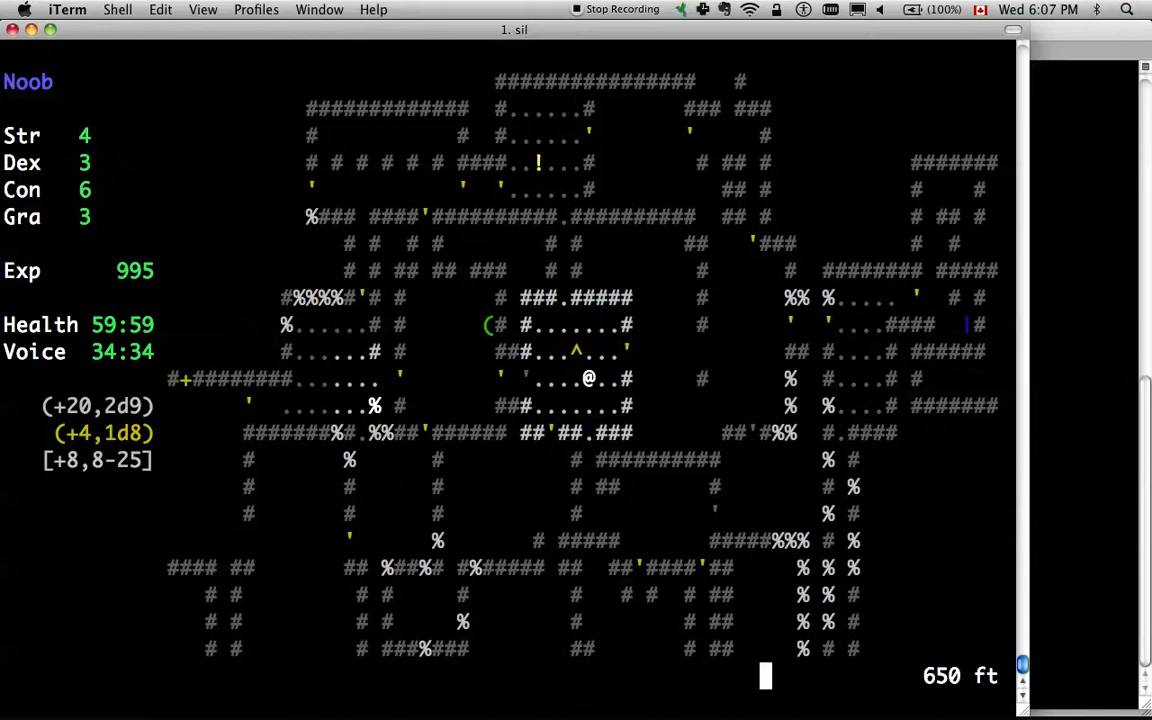 iTerm Shell Edit View Profiles Window Help Stop Recording (100%) Wed 6:07 PM
1. sil
Noob
Str 4
Dex 3
Con 6
Gra 3
Exp 995
Health 59:59
Voice 34:34
(+20,2d9)
(+4,1d8)
[+8,8-25]
650 ft